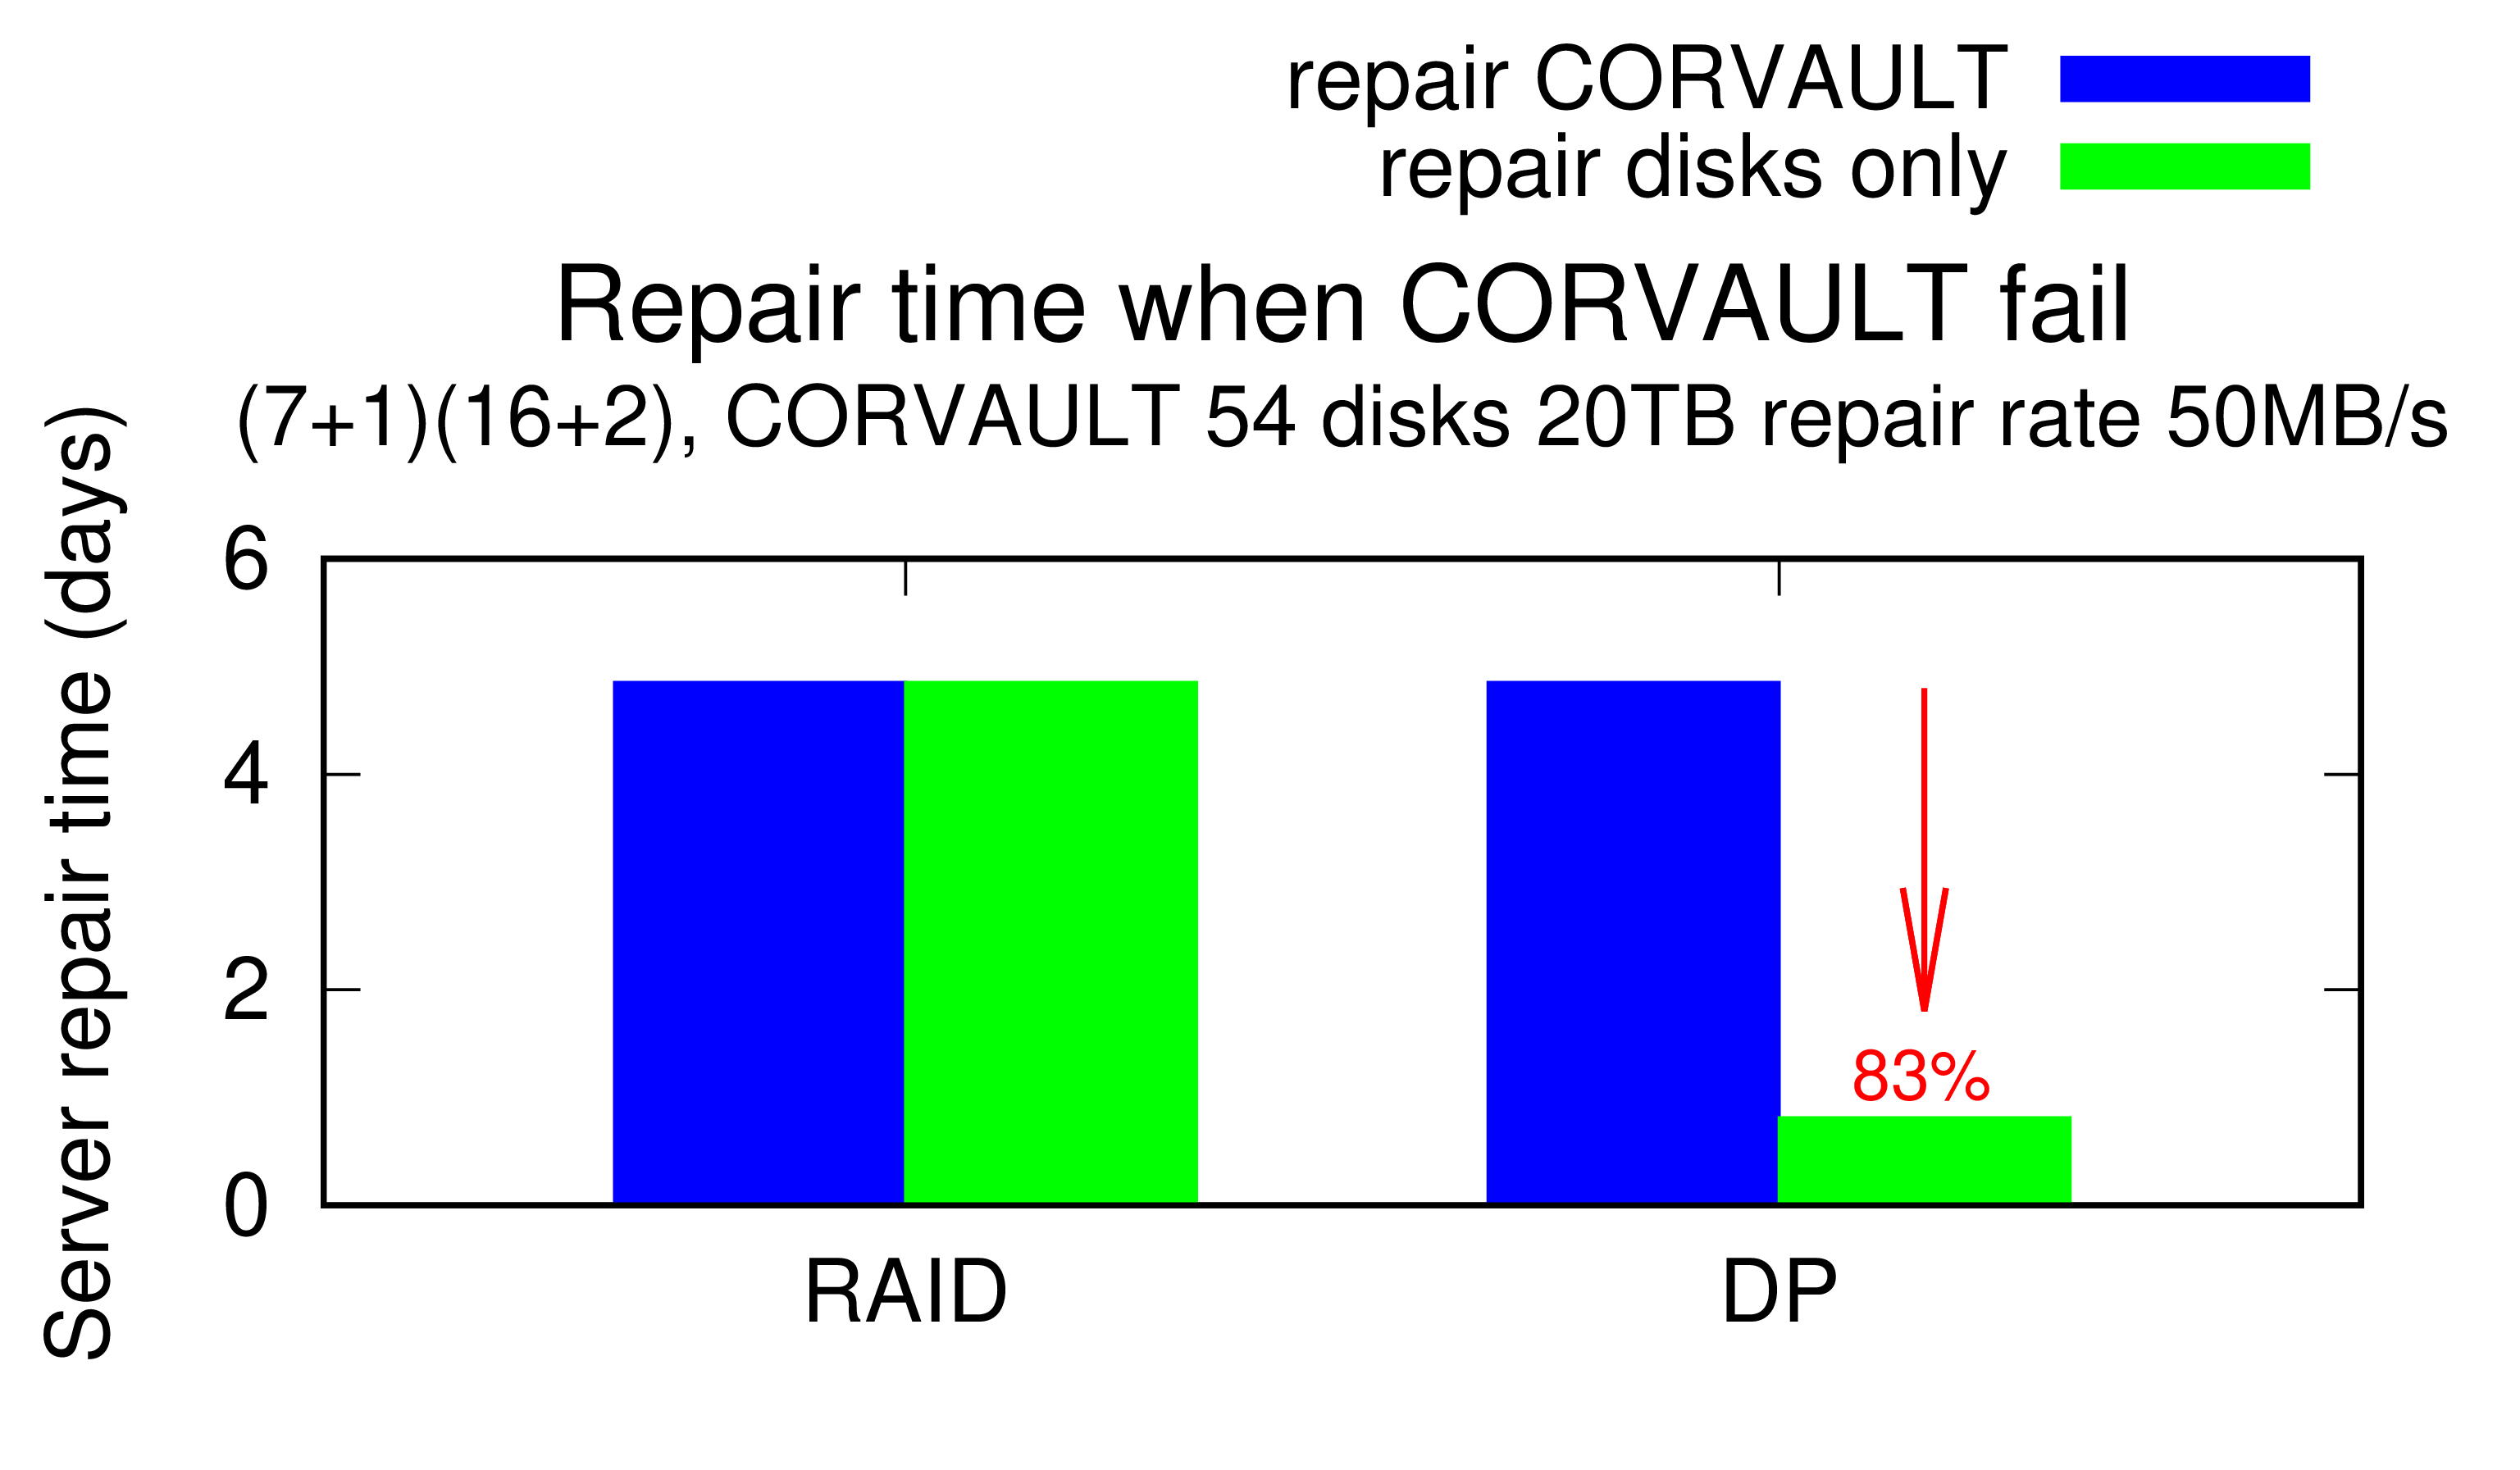 repair CORVAULT
repair disks only
Repair time when CORVAULT fail
(7+1)(16+2), CORVAULT 54 disks 20TB repair rate 50MB/s
Server repair time (days)
6
4
2
0
83%
RAID
DP